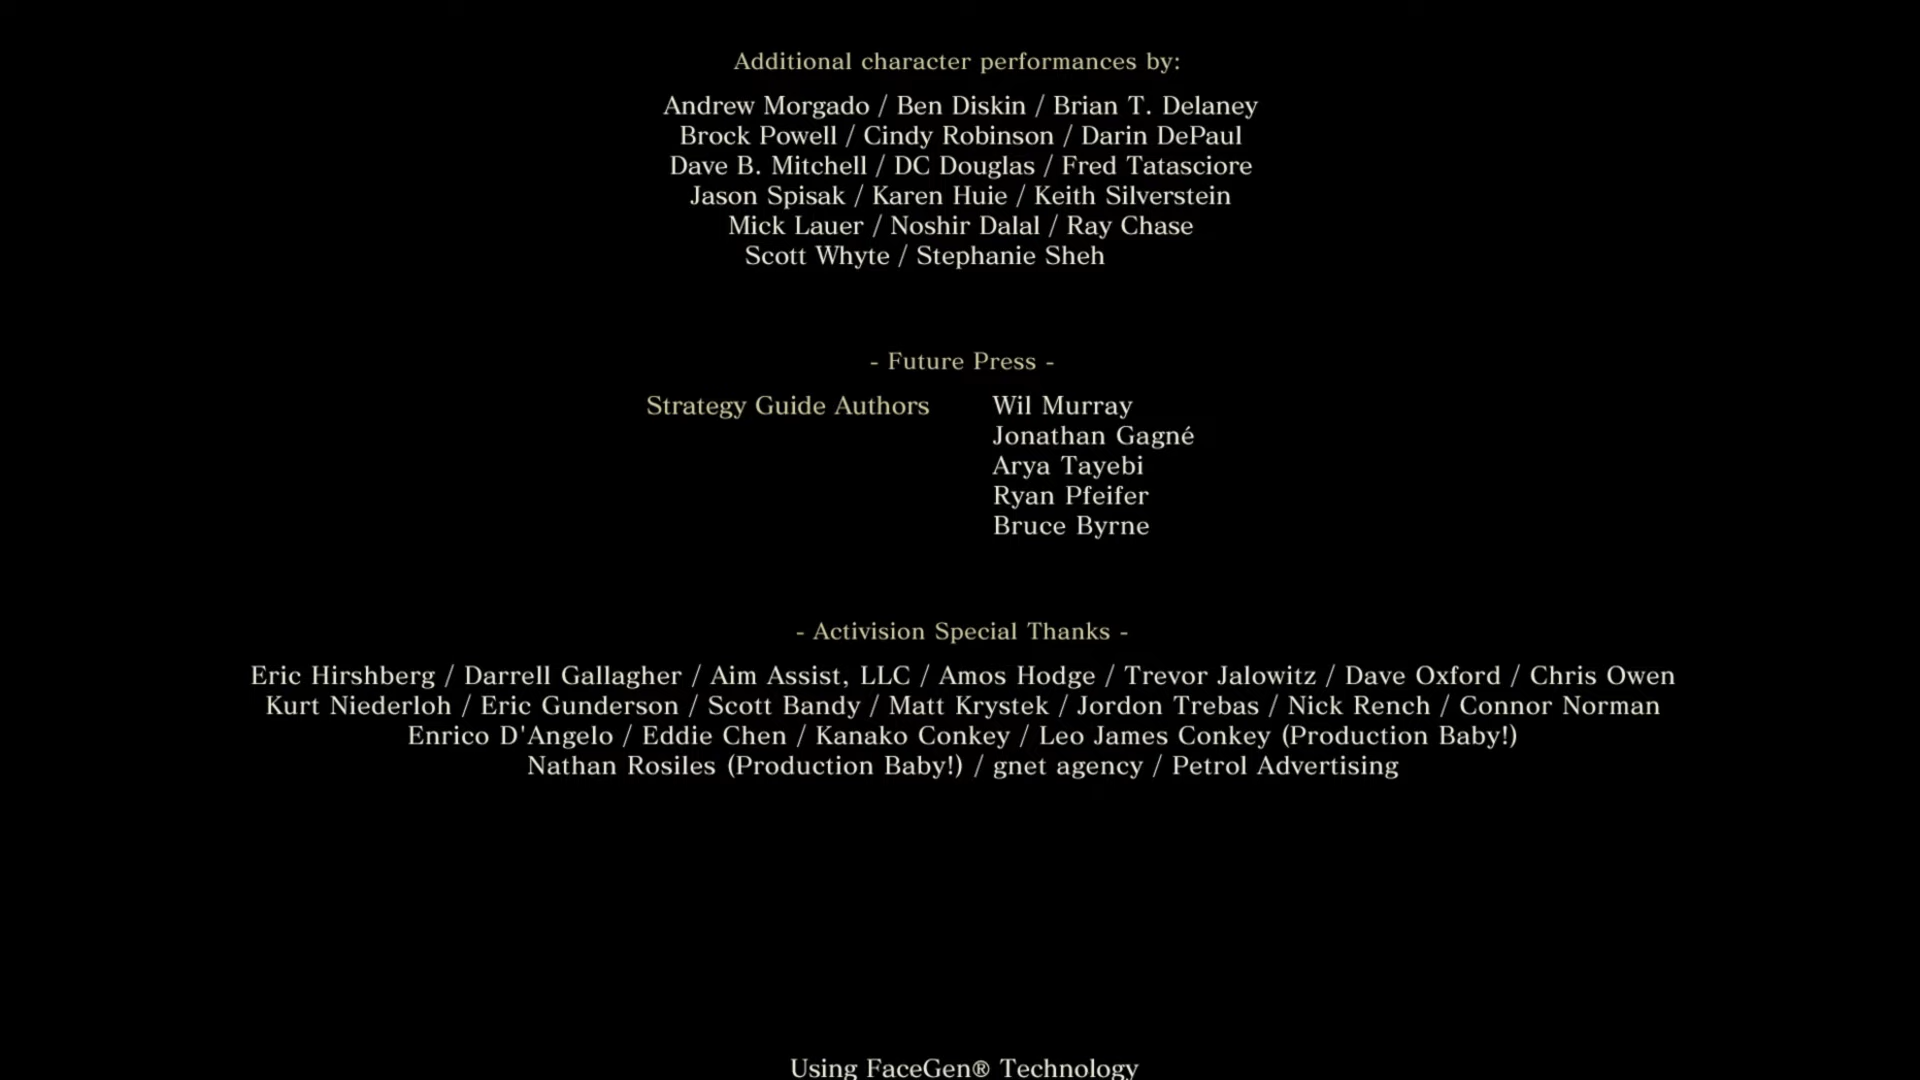 Additional character performances by:
Andrew Morgado / Ben Diskin / Brian T. Delaney
Brock Powell / Cindy Robinson / Darin DePaul
Dave B. Mitchell / DC Douglas / Fred Tatasciore
Jason Spisak / Karen Huie / Keith Silverstein
Mick Lauer / Noshir Dalal / Ray Chase
Scott Whyte / Stephanie Sheh
- Future Press -
Strategy Guide Authors Wil Murray
Jonathan Gagné
Arya Tayebi
Ryan Pfeifer
Bruce Byrne
- Activision Special Thanks -
Eric Hirshberg / Darrell Gallagher / Aim Assist, LLC / Amos Hodge / Trevor Jalowitz / Dave Oxford / Chris Owen
Kurt Niederloh / Eric Gunderson / Scott Bandy / Matt Krystek / Jordon Trebas / Nick Rench / Connor Norman
Enrico D'Angelo / Eddie Chen / Kanako Conkey / Leo James Conkey (Production Baby!)
Nathan Rosiles (Production Baby!) / gnet agency / Petrol Advertising
Using FaceGen® Technology